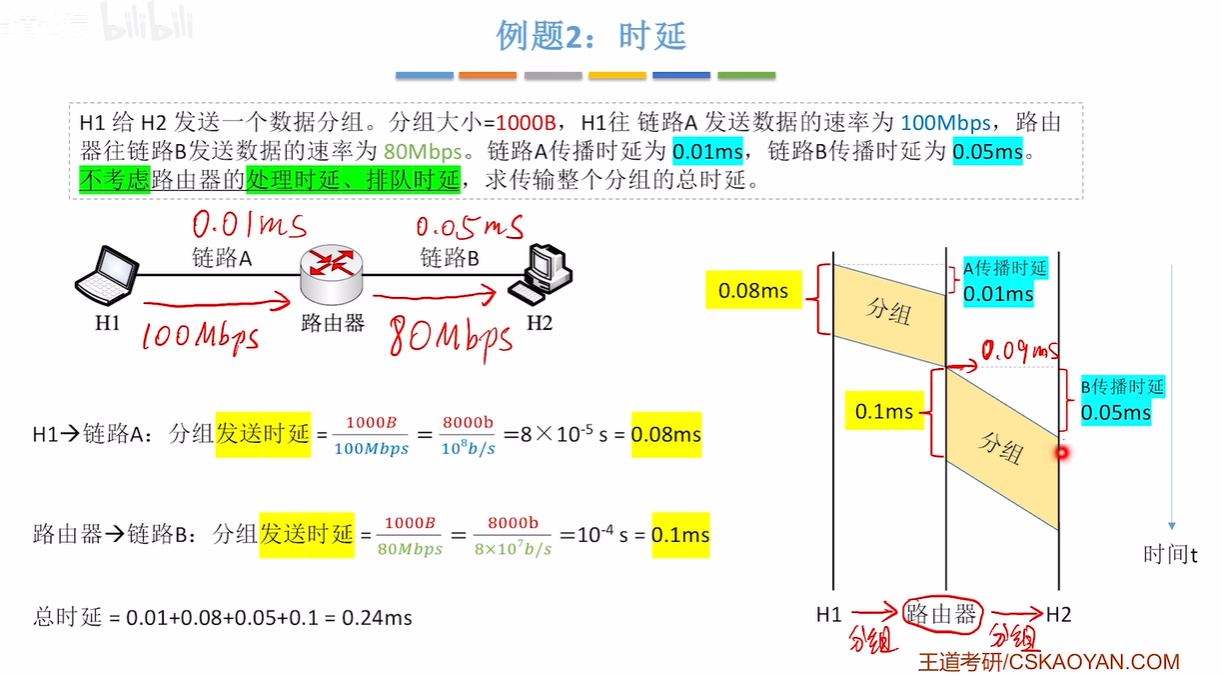 bilibili
例题2：时延
H1 给 H2 发送一个数据分组。分组大小=1000B，H1往 链路A 发送数据的速率为 100Mbps，路由
器往链路B发送数据的速率为 80Mbps。链路A传播时延为 0.01ms，链路B传播时延为 0.05ms。
不考虑路由器的处理时延、排队时延，求传输整个分组的总时延。
0.01ms
0.05ms
链路A
链路B
H1
路由器
H2
100Mbps
80Mbps
H1→链路A：分组发送时延 = 1000B/100Mbps = 8000b/10⁸b/s =8×10⁻⁵ s = 0.08ms
路由器→链路B：分组发送时延 = 1000B/80Mbps = 8000b/8×10⁷b/s =10⁻⁴ s = 0.1ms
总时延 = 0.01+0.08+0.05+0.1 = 0.24ms
0.08ms
分组
A传播时延
0.01ms
0.09ms
0.1ms
分组
B传播时延
0.05ms
时间t
H1
路由器
H2
分组
分组
王道考研/CSKAOYAN.COM